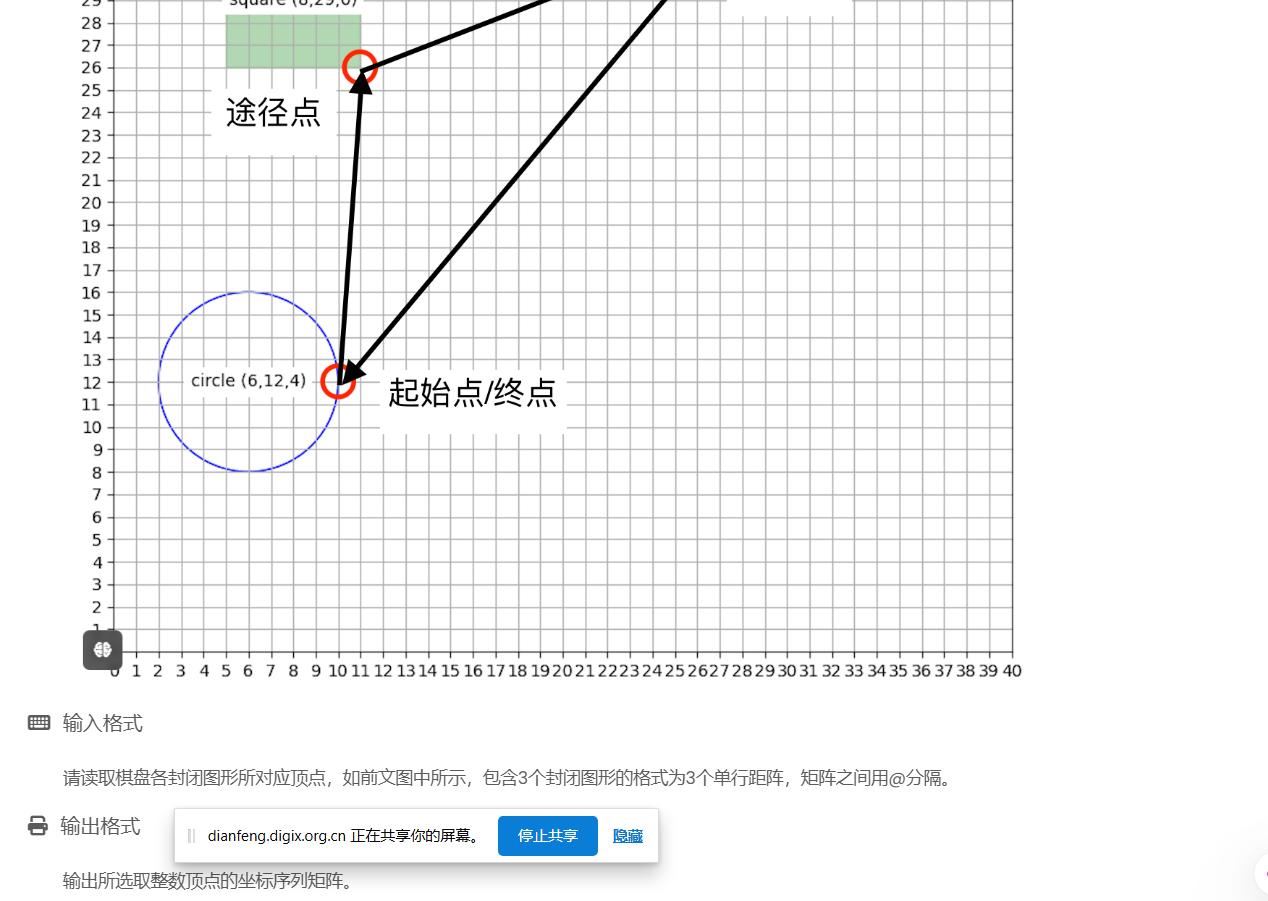 29
square (8,29,6)
28
27
26
25
途径点
24
23
22
21
20
19
18
17
16
15
14
13
circle (6,12,4)
12
起始点/终点
11
10
9
8
7
6
5
4
3
2
1
0 1 2 3 4 5 6 7 8 9 10 11 12 13 14 15 16 17 18 19 20 21 22 23 24 25 26 27 28 29 30 31 32 33 34 35 36 37 38 39 40
输入格式
请读取棋盘各封闭图形所对应顶点，如前文图中所示，包含3个封闭图形的格式为3个单行距阵，矩阵之间用@分隔。
输出格式
dianfeng.digix.org.cn 正在共享你的屏幕。
停止共享
隐藏
输出所选取整数顶点的坐标序列矩阵。